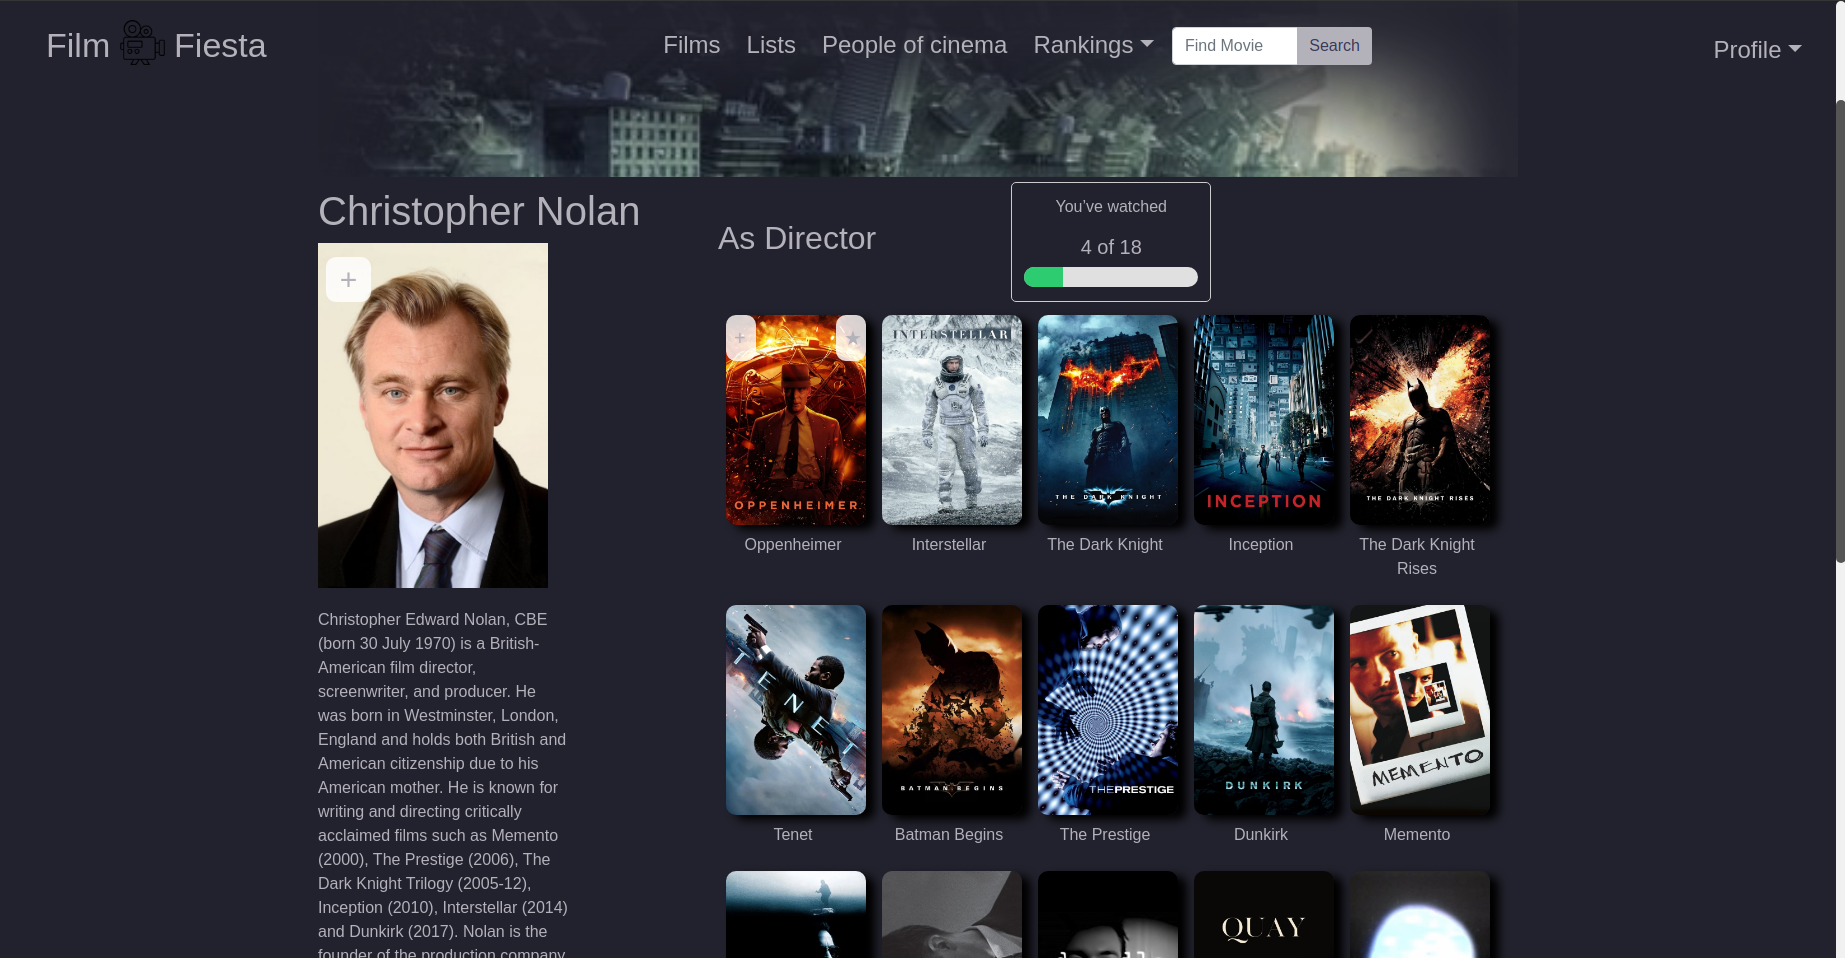 Film Fiesta
Films Lists People of cinema Rankings Find Movie Search
Profile
Christopher Nolan
Christopher Edward Nolan, CBE
(born 30 July 1970) is a British-
American film director,
screenwriter, and producer. He
was born in Westminster, London,
England and holds both British and
American citizenship due to his
American mother. He is known for
writing and directing critically
acclaimed films such as Memento
(2000), The Prestige (2006), The
Dark Knight Trilogy (2005-12),
Inception (2010), Interstellar (2014)
and Dunkirk (2017). Nolan is the
founder of the production company
As Director
You've watched
4 of 18
OPPENHEIMER
INTERSTELLAR
THE DARK KNIGHT
INCEPTION
THE DARK KNIGHT RISES
Oppenheimer
Interstellar
The Dark Knight
Inception
The Dark Knight
Rises
TENET
BATMAN BEGINS
THE PRESTIGE
DUNKIRK
MEMENTO
Tenet
Batman Begins
The Prestige
Dunkirk
Memento
QUAY